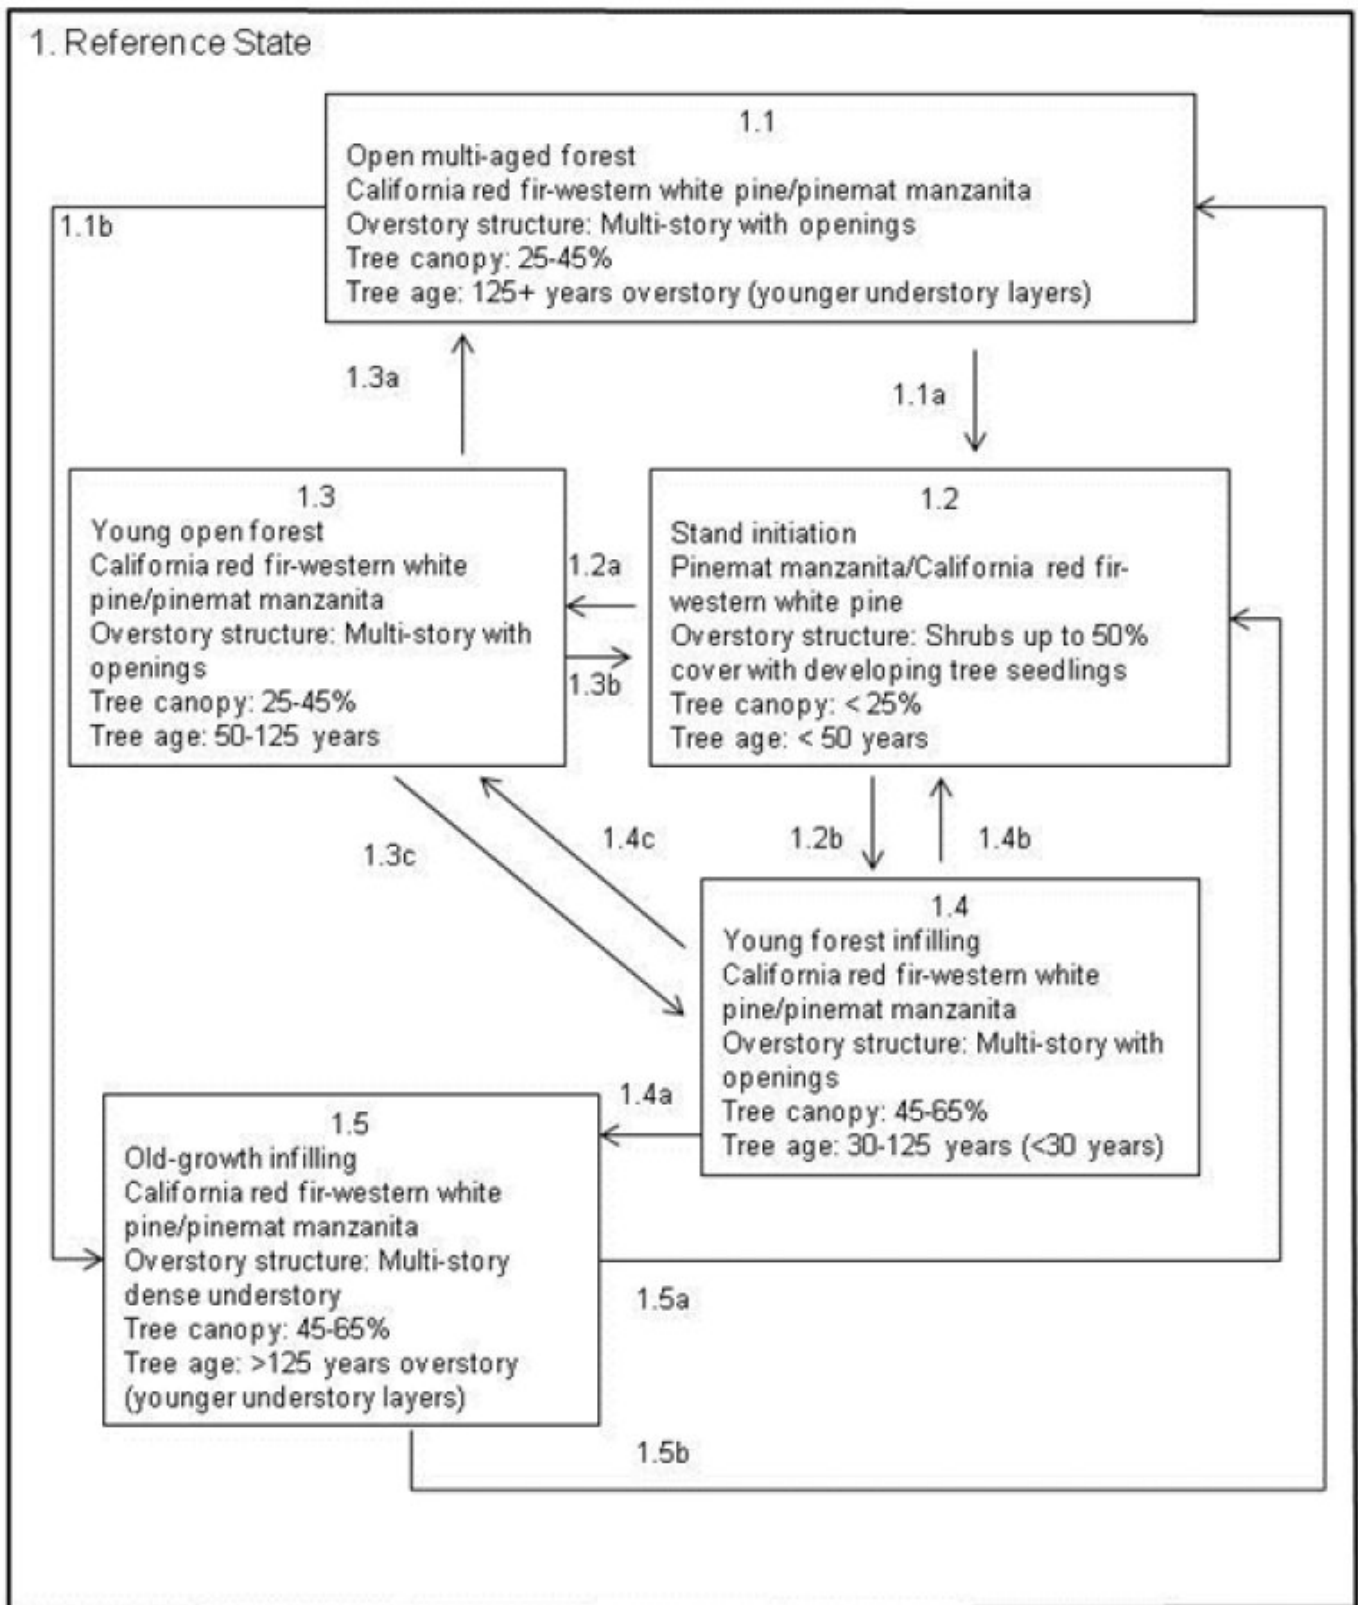 1. Reference State
1.1
Open multi-aged forest
California red fir-western white pine/pinemat manzanita
Overstory structure: Multi-story with openings
Tree canopy: 25-45%
Tree age: 125+ years overstory (younger understory layers)
1.1b
1.3a
1.1a
1.3
Young open forest
California red fir-western white
pine/pinemat manzanita
Overstory structure: Multi-story with
openings
Tree canopy: 25-45%
Tree age: 50-125 years
1.2a
1.3b
1.2
Stand initiation
Pinemat manzanita/California red fir-
western white pine
Overstory structure: Shrubs up to 50%
cover with developing tree seedlings
Tree canopy: < 25%
Tree age: < 50 years
1.3c
1.4c
1.2b
1.4b
1.4
Young forest infilling
California red fir-western white
pine/pinemat manzanita
Overstory structure: Multi-story with
openings
Tree canopy: 45-65%
Tree age: 30-125 years (<30 years)
1.4a
1.5
Old-growth infilling
California red fir-western white
pine/pinemat manzanita
Overstory structure: Multi-story
dense understory
Tree canopy: 45-65%
Tree age: >125 years overstory
(younger understory layers)
1.5a
1.5b